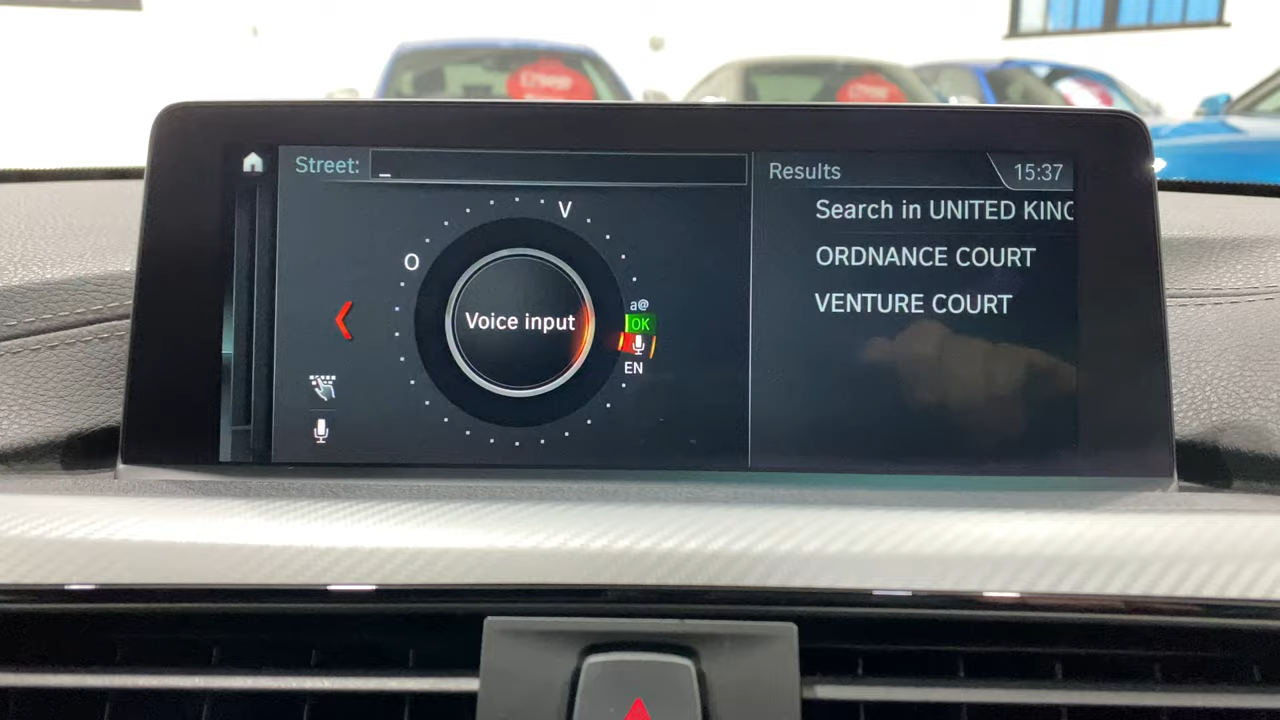 Street: _
V
O
Voice input
a@
OK
EN
Results
15:37
Search in UNITED KING
ORDNANCE COURT
VENTURE COURT